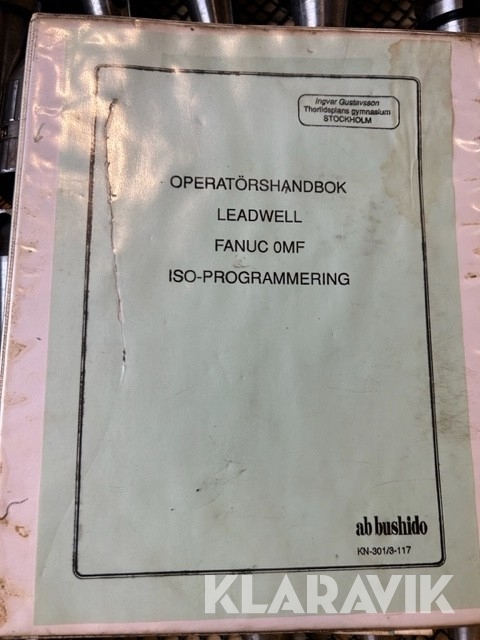 Ingvar Gustavsson
Thorildsplans gymnasium
STOCKHOLM
OPERATÖRSHANDBOK
LEADWELL
FANUC 0MF
ISO-PROGRAMMERING
ab bushido
KN-301/3-117
KLARAVIK